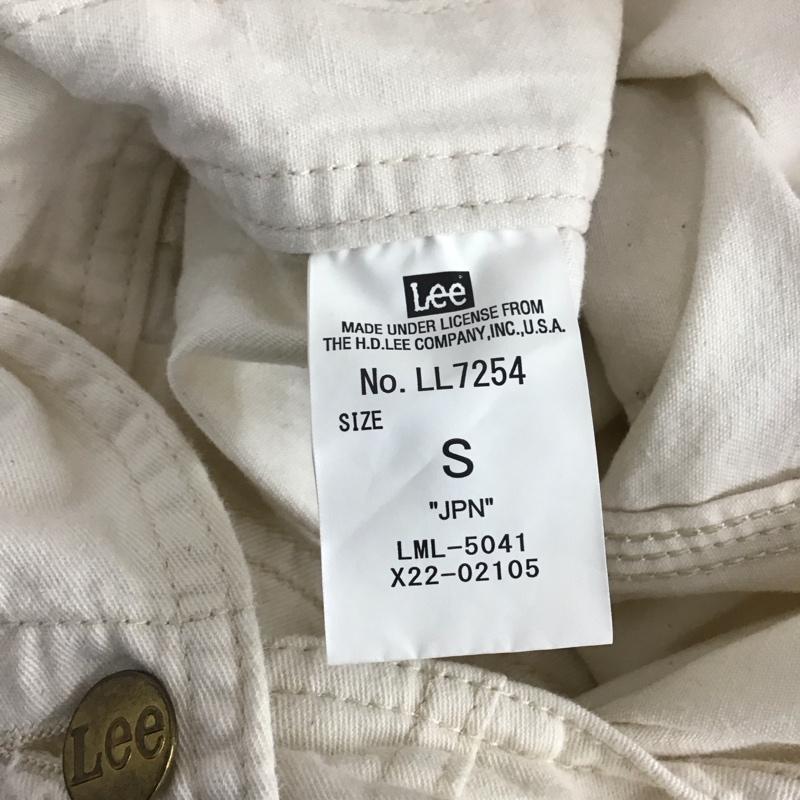 Lee
MADE UNDER LICENSE FROM
THE H.D.LEE COMPANY,INC.,U.S.A.
No. LL7254
SIZE
S
"JPN"
LML-5041
X22-02105
Lee